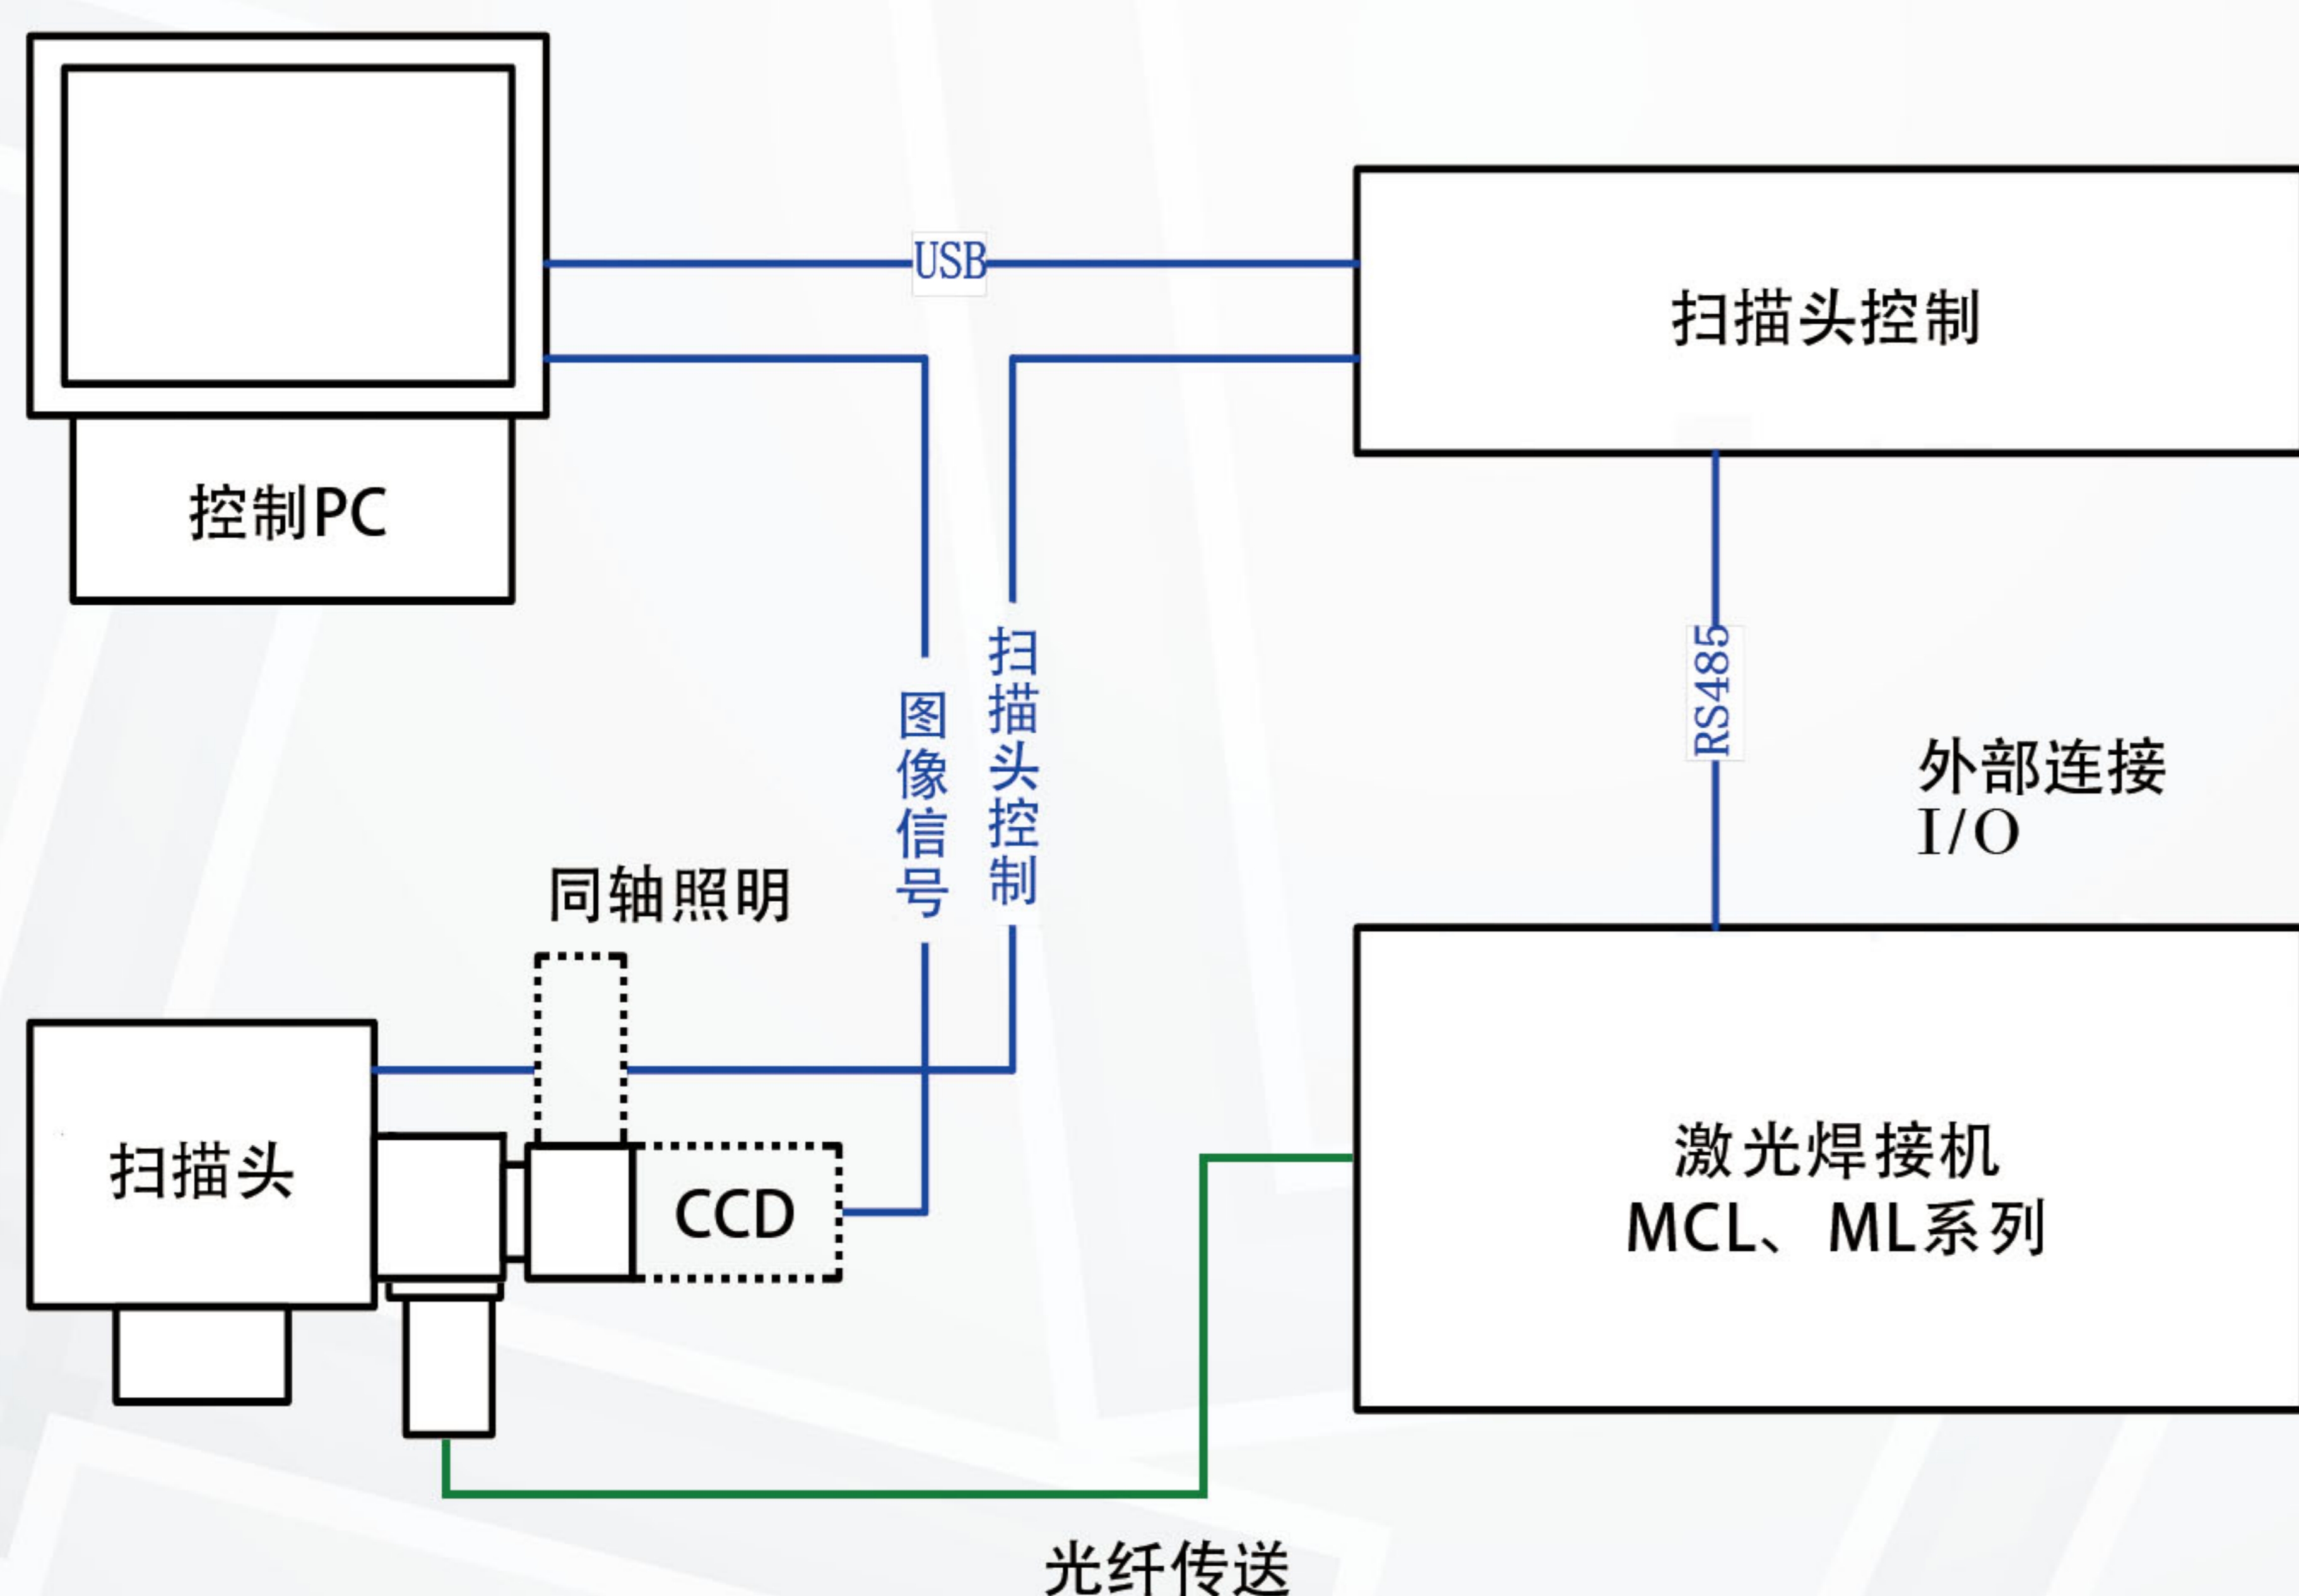 USB
扫描头控制
控制PC
扫描头控制
图像信号
RS485
外部连接
I/O
同轴照明
扫描头
CCD
激光焊接机
MCL、ML系列
光纤传送